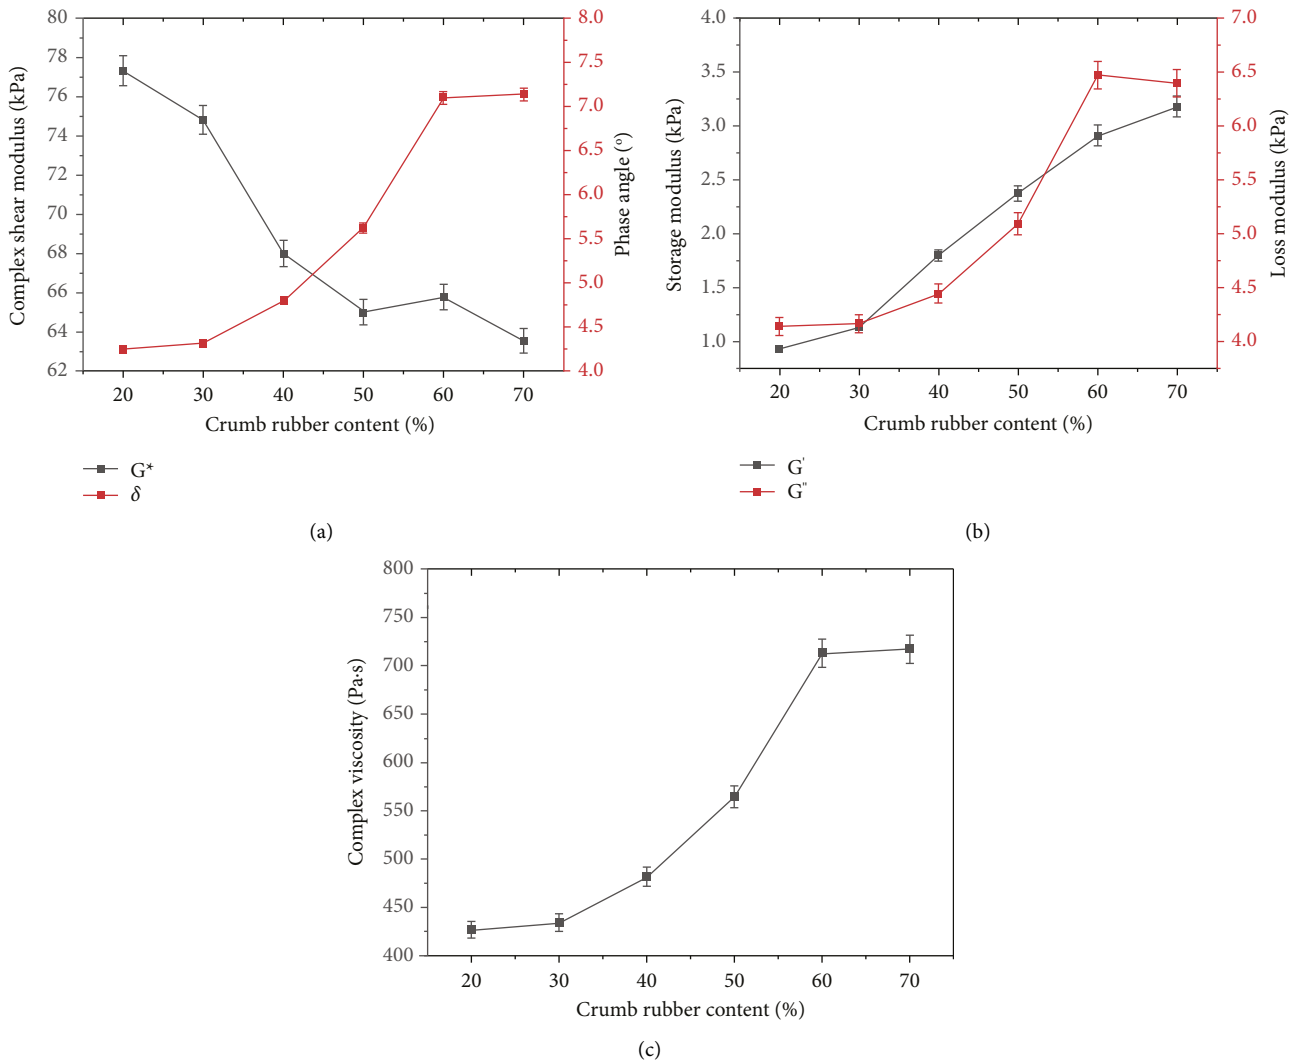 Complex shear modulus (kPa)
80
78
76
74
72
70
68
66
64
62
8.0
7.5
7.0
6.5
6.0
5.5
5.0
4.5
4.0
Phase angle (°)
20 30 40 50 60 70
Crumb rubber content (%)
G*
δ
(a)
Storage modulus (kPa)
4.0
3.5
3.0
2.5
2.0
1.5
1.0
7.0
6.5
6.0
5.5
5.0
4.5
4.0
Loss modulus (kPa)
20 30 40 50 60 70
Crumb rubber content (%)
G'
G"
(b)
Complex viscosity (Pa·s)
800
750
700
650
600
550
500
450
400
20 30 40 50 60 70
Crumb rubber content (%)
(c)